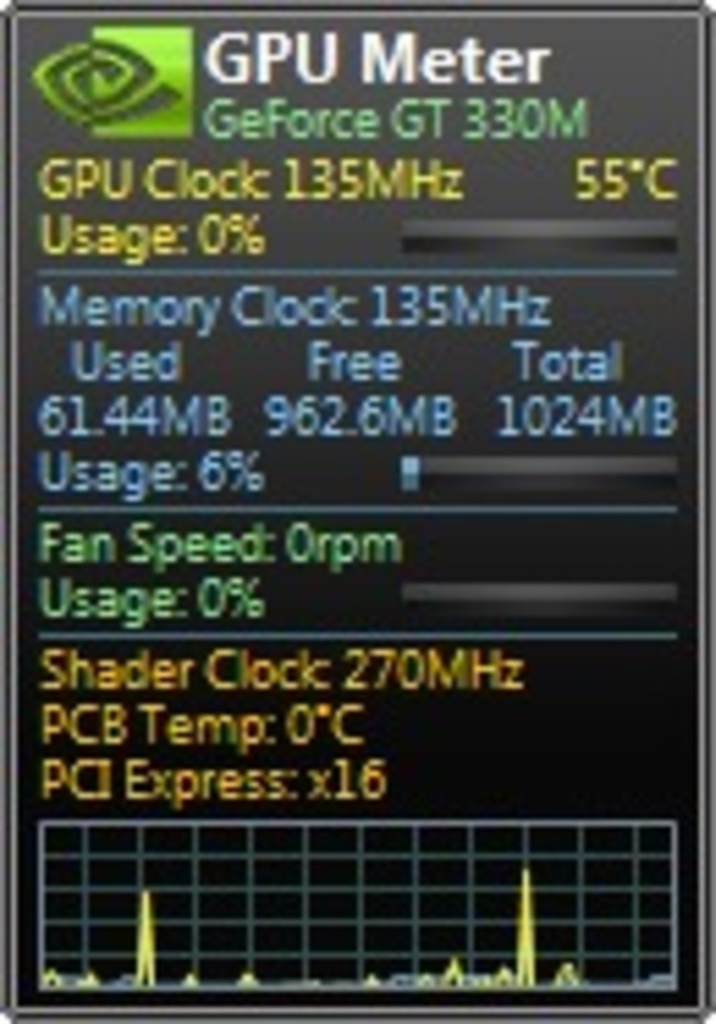 GPU Meter
GeForce GT 330M
GPU Clock: 135MHz 55°C
Usage: 0%
Memory Clock: 135MHz
Used Free Total
61.44MB 962.6MB 1024MB
Usage: 6%
Fan Speed: 0rpm
Usage: 0%
Shader Clock: 270MHz
PCB Temp: 0°C
PCI Express: x16